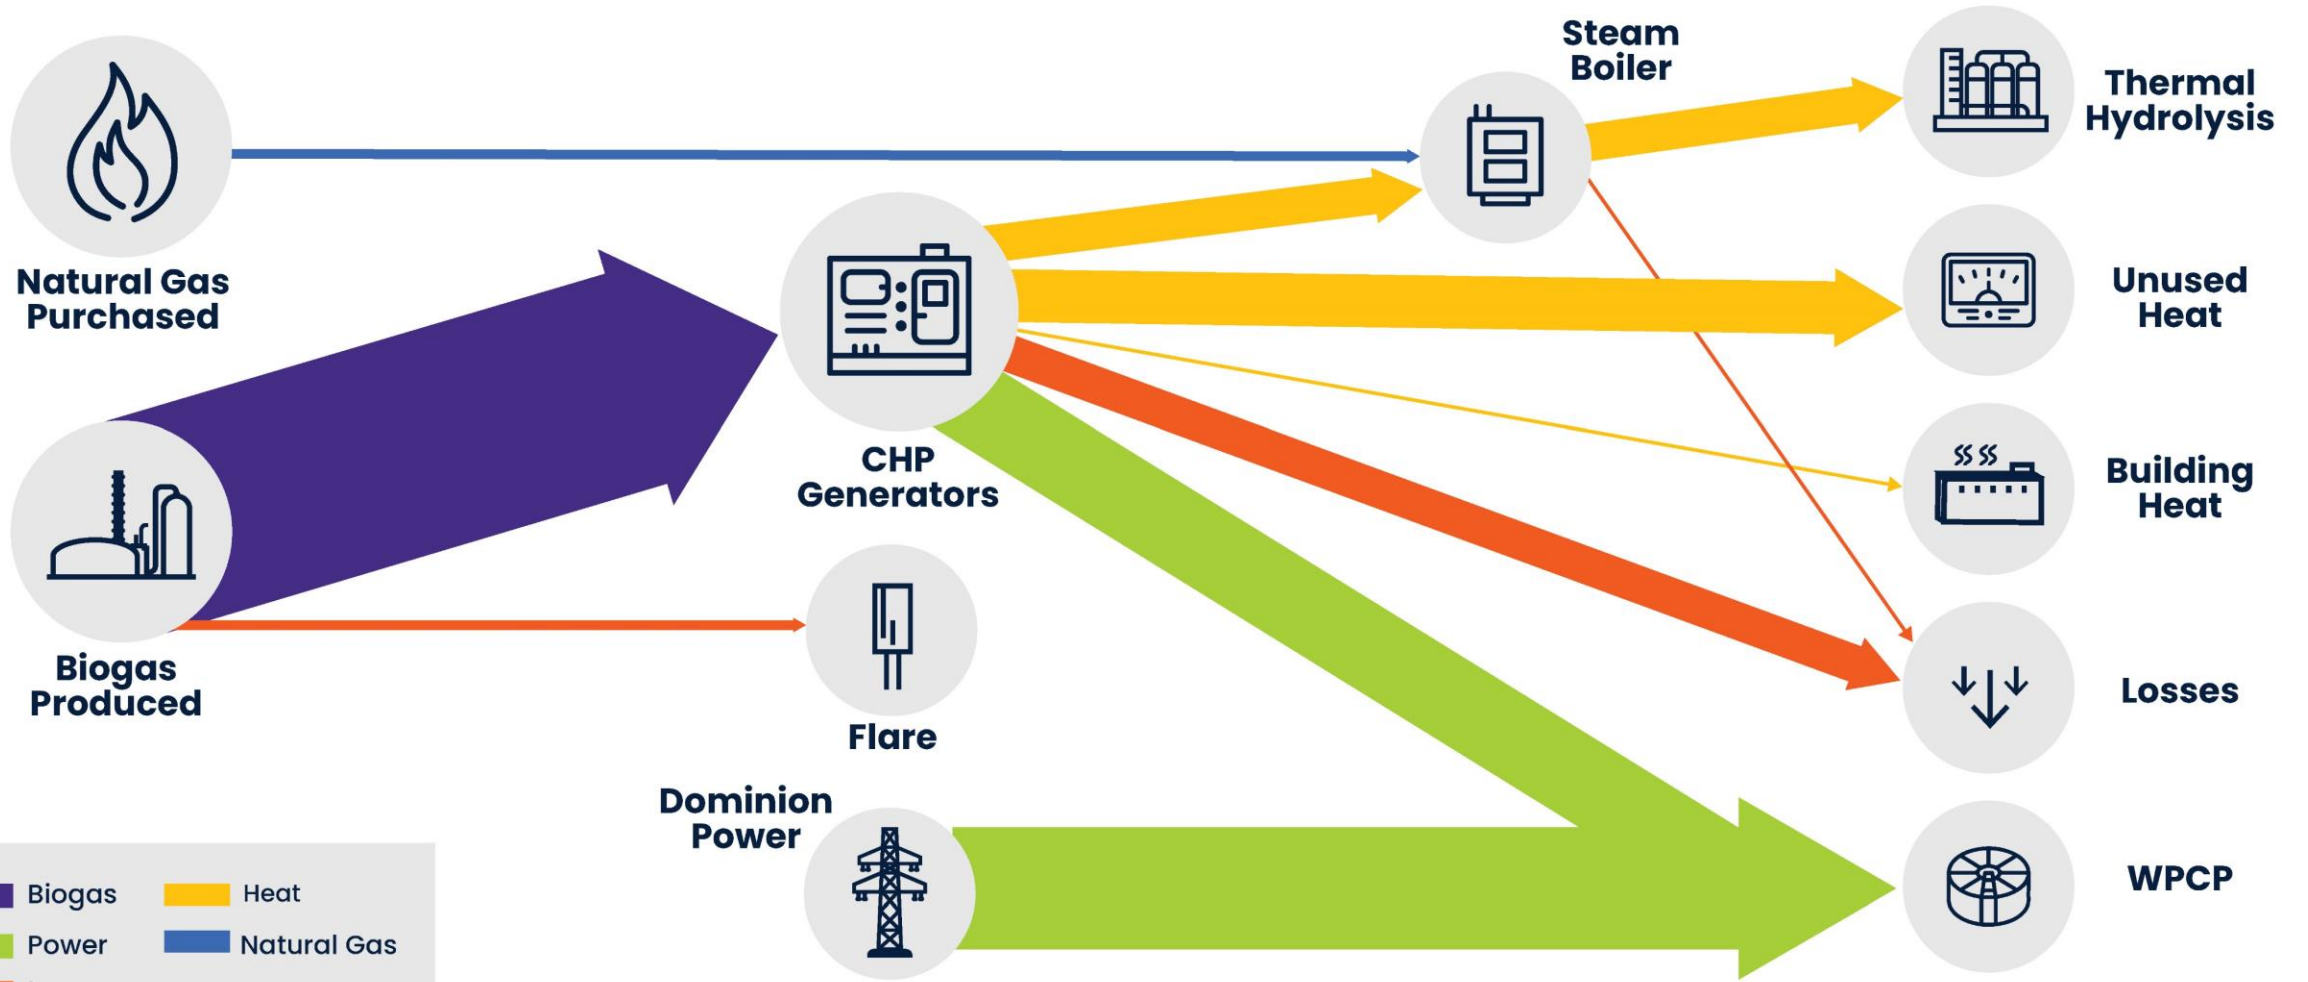 Steam
Boiler
Thermal
Hydrolysis
Natural Gas
Purchased
Unused
Heat
CHP
Generators
Building
Heat
Biogas
Produced
Losses
Flare
Dominion
Power
WPCP
Biogas
Heat
Power
Natural Gas